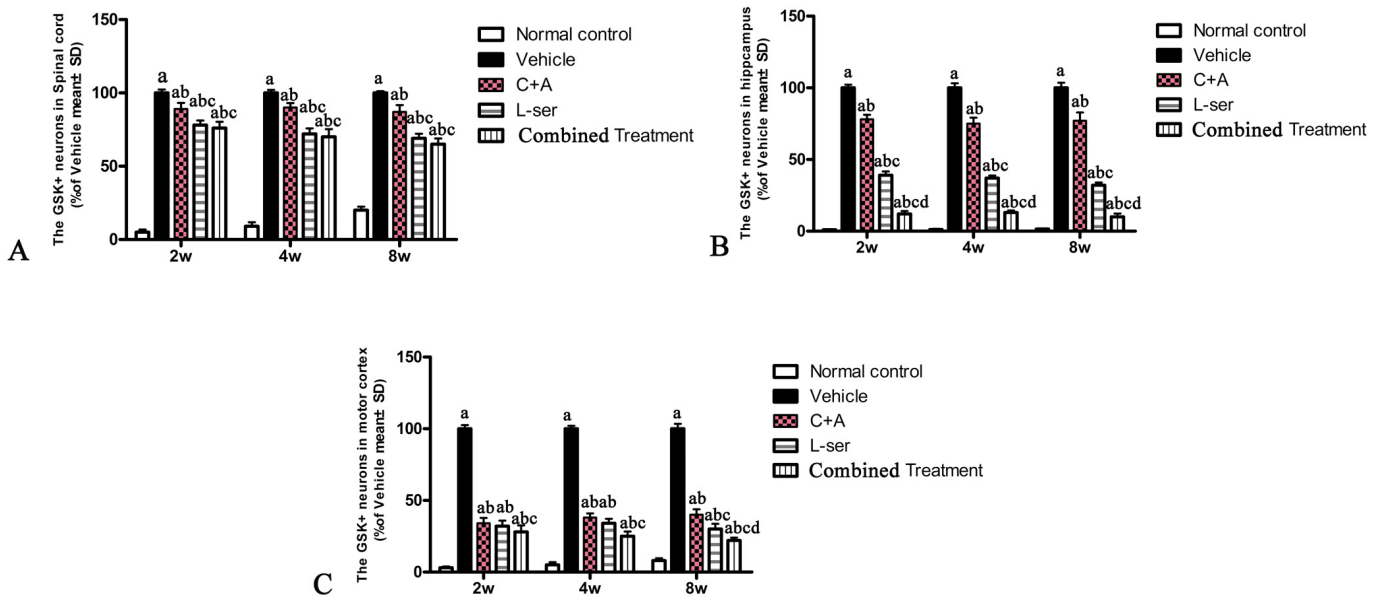 The GSK+ neurons in Spinal cord
(%of Vehicle mean± SD)
150
100
50
0
a
ab
abc
abc
a
ab
abc
abc
a
ab
abc
abc
2w
4w
8w
Normal control
Vehicle
C+A
L-ser
Combined Treatment
A
The GSK+ neurons in hippcampus
(%of Vehicle mean± SD)
150
100
50
0
a
ab
abc
abcd
a
ab
abc
abcd
a
ab
abc
abcd
2w
4w
8w
Normal control
Vehicle
C+A
L-ser
Combined Treatment
B
The GSK+ neurons in motor cortex
(%of Vehicle mean± SD)
150
100
50
0
a
ab
ab
abc
a
ab
ab
abc
a
ab
abc
abcd
2w
4w
8w
Normal control
Vehicle
C+A
L-ser
Combined Treatment
C